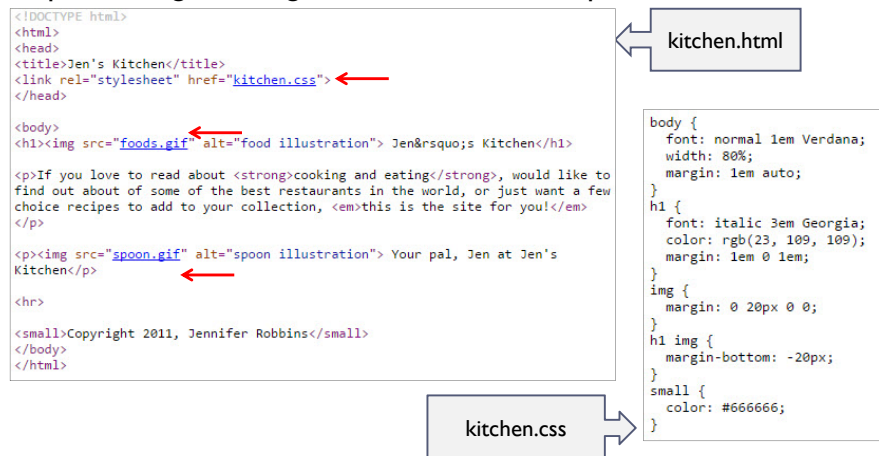 <!DOCTYPE html>
<html>
<head>
<title>Jen's Kitchen</title>
<link rel="stylesheet" href="kitchen.css">
</head>
<body>
<h1><img src="foods.gif" alt="food illustration"> Jen&rsquo;s Kitchen</h1>
<p>If you love to read about <strong>cooking and eating</strong>, would like to
find out about of some of the best restaurants in the world, or just want a few
choice recipes to add to your collection, <em>this is the site for you!</em>
</p>
<p><img src="spoon.gif" alt="spoon illustration"> Your pal, Jen at Jen's
Kitchen</p>
<hr>
<small>Copyright 2011, Jennifer Robbins</small>
</body>
</html>
kitchen.html
body {
font: normal 1em Verdana;
width: 80%;
margin: 1em auto;
}
h1 {
font: italic 3em Georgia;
color: rgb(23, 109, 109);
margin: 1em 0 1em;
}
img {
margin: 0 20px 0 0;
}
h1 img {
margin-bottom: -20px;
}
small {
color: #666666;
}
kitchen.css